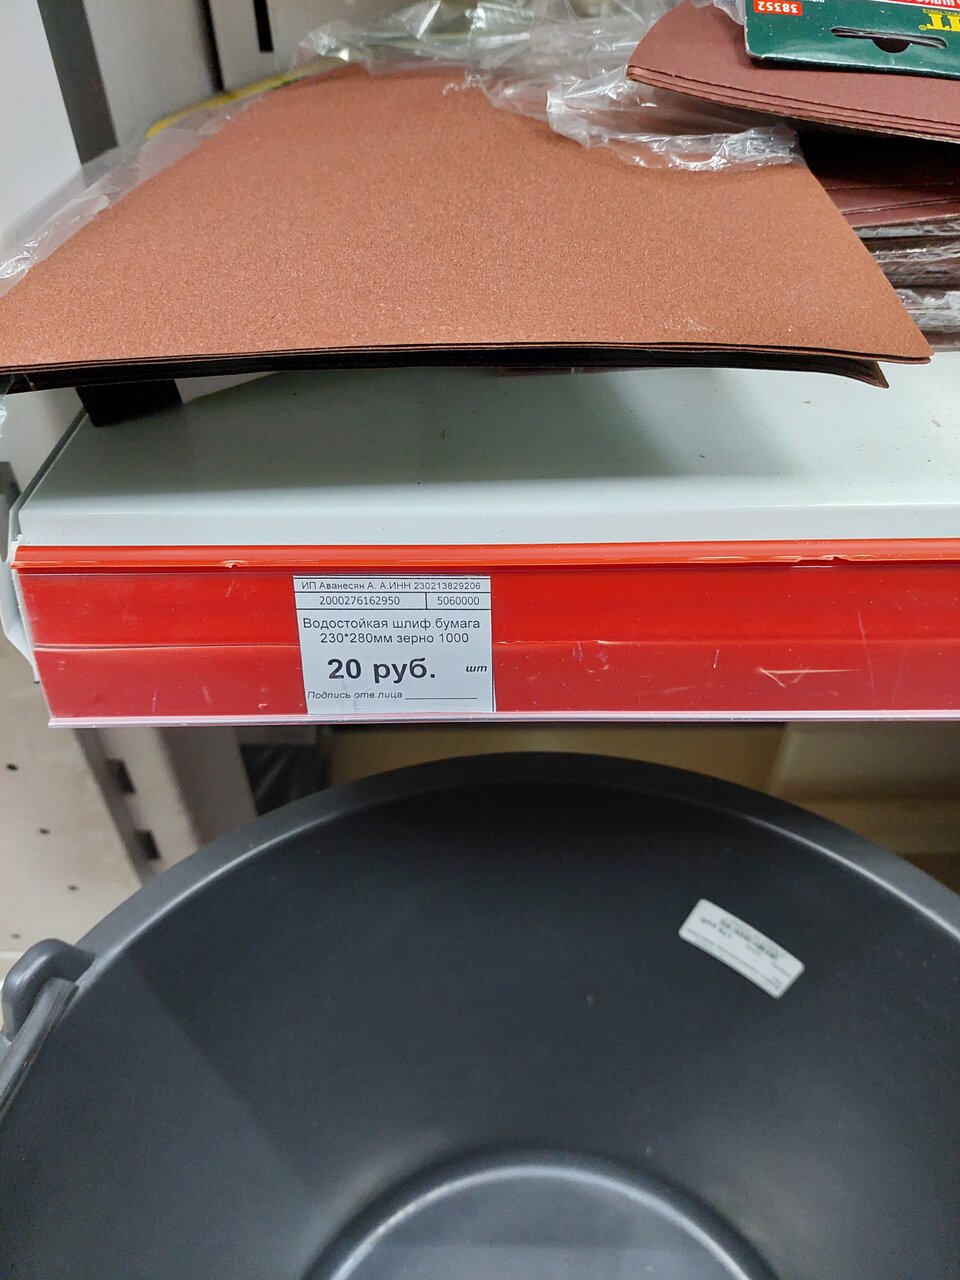 38352
ИП Аванесян А. А.ИНН 230213829206
2000276162950 5060000
Водостойкая шлиф.бумага
230*280мм зерно 1000
20 руб. шт
Подпись отв.лица